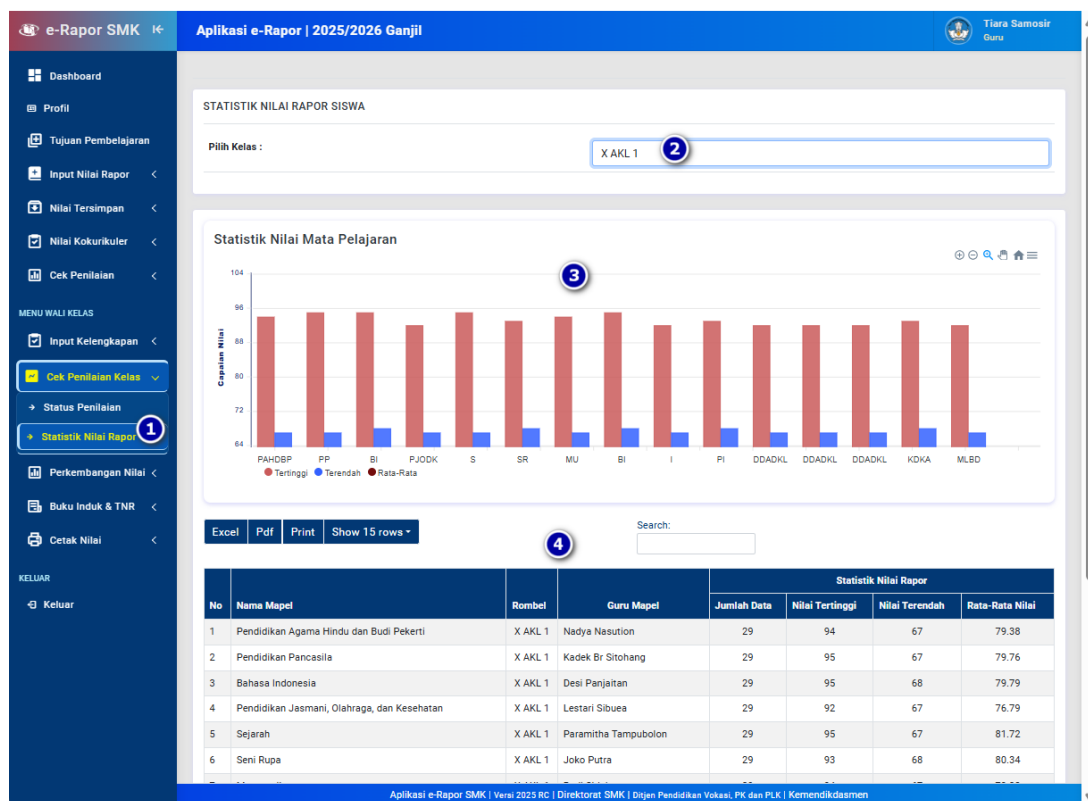 e-Rapor SMK
Aplikasi e-Rapor | 2025/2026 Ganjil
Tiara Samosir
Guru
Dashboard
Profil
Tujuan Pembelajaran
Input Nilai Rapor
Nilai Tersimpan
Nilai Kokurikuler
Cek Penilaian
MENU WALI KELAS
Input Kelengkapan
Cek Penilaian Kelas
Status Penilaian
Statistik Nilai Rapor
1
Perkembangan Nilai
Buku Induk & TNR
Cetak Nilai
KELUAR
Keluar
STATISTIK NILAI RAPOR SISWA
Pilih Kelas :
X AKL 1
2
Statistik Nilai Mata Pelajaran
3
Capaian Nilai
104
96
88
80
72
64
PAHDBP PP BI PJODK S SR MU BI I PI DDADKL DDADKL DDADKL KDKA MLBD
Tertinggi Terendah Rata-Rata
Excel Pdf Print Show 15 rows
4
Search:
Statistik Nilai Rapor
No Nama Mapel Rombel Guru Mapel Jumlah Data Nilai Tertinggi Nilai Terendah Rata-Rata Nilai
1 Pendidikan Agama Hindu dan Budi Pekerti X AKL 1 Nadya Nasution 29 94 67 79.38
2 Pendidikan Pancasila X AKL 1 Kadek Br Sitohang 29 95 67 79.76
3 Bahasa Indonesia X AKL 1 Desi Panjaitan 29 95 68 79.79
4 Pendidikan Jasmani, Olahraga, dan Kesehatan X AKL 1 Lestari Sibuea 29 92 67 76.79
5 Sejarah X AKL 1 Paramitha Tampubolon 29 95 67 81.72
6 Seni Rupa X AKL 1 Joko Putra 29 93 68 80.34
Aplikasi e-Rapor SMK | Versi 2025 RC | Direktorat SMK | Ditjen Pendidikan Vokasi, PK dan PLK | Kemendikdasmen